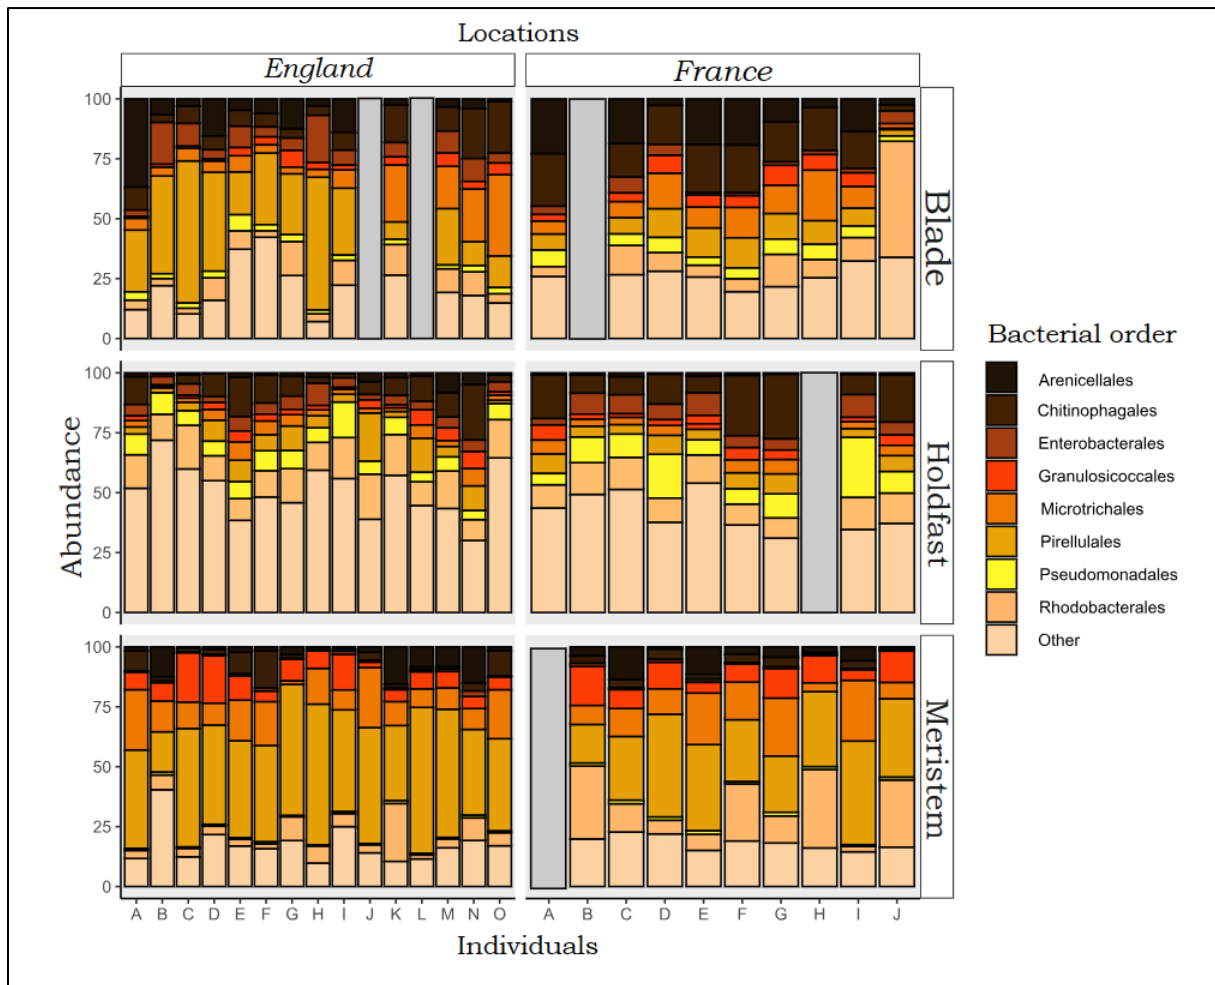 Locations
England
France
100
75
50
25
0
Blade
100
75
50
25
0
Holdfast
100
75
50
25
0
Meristem
Abundance
A B C D E F G H I J K L M N O
A B C D E F G H I J
Individuals
Bacterial order
Arenicellales
Chitinophagales
Enterobacterales
Granulosicoccales
Microtrichales
Pirellulales
Pseudomonadales
Rhodobacterales
Other